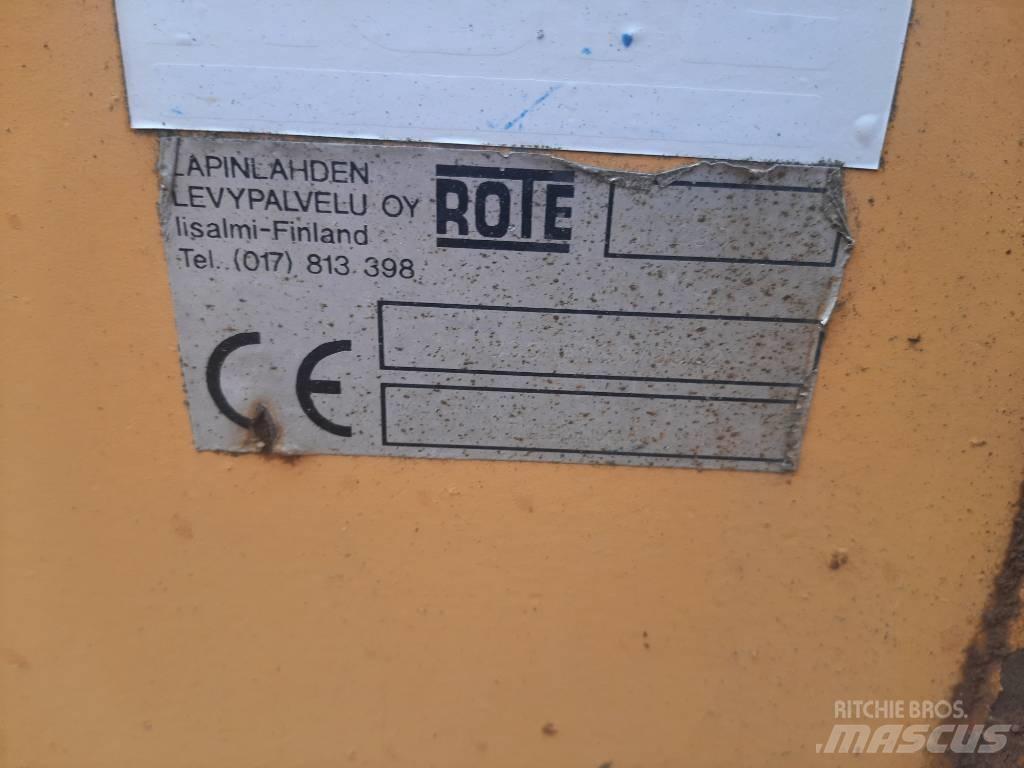 LAPINLAHDEN
LEVYPALVELU OY
Iisalmi-Finland
Tel. (017) 813 398
ROTE
CE
RITCHIE BROS.
MASCUS